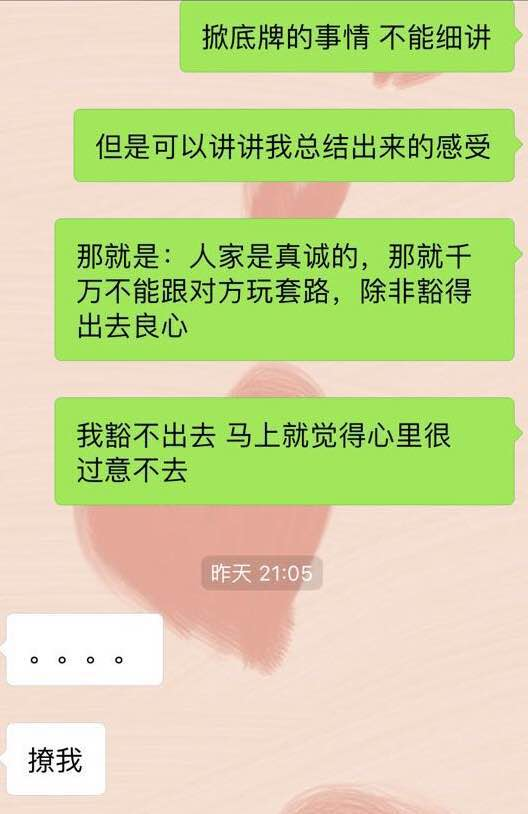 掀底牌的事情 不能细讲
但是可以讲讲我总结出来的感受
那就是：人家是真诚的，那就千
万不能跟对方玩套路，除非豁得
出去良心
我豁不出去 马上就觉得心里很
过意不去
昨天 21:05
。。。。
撩我